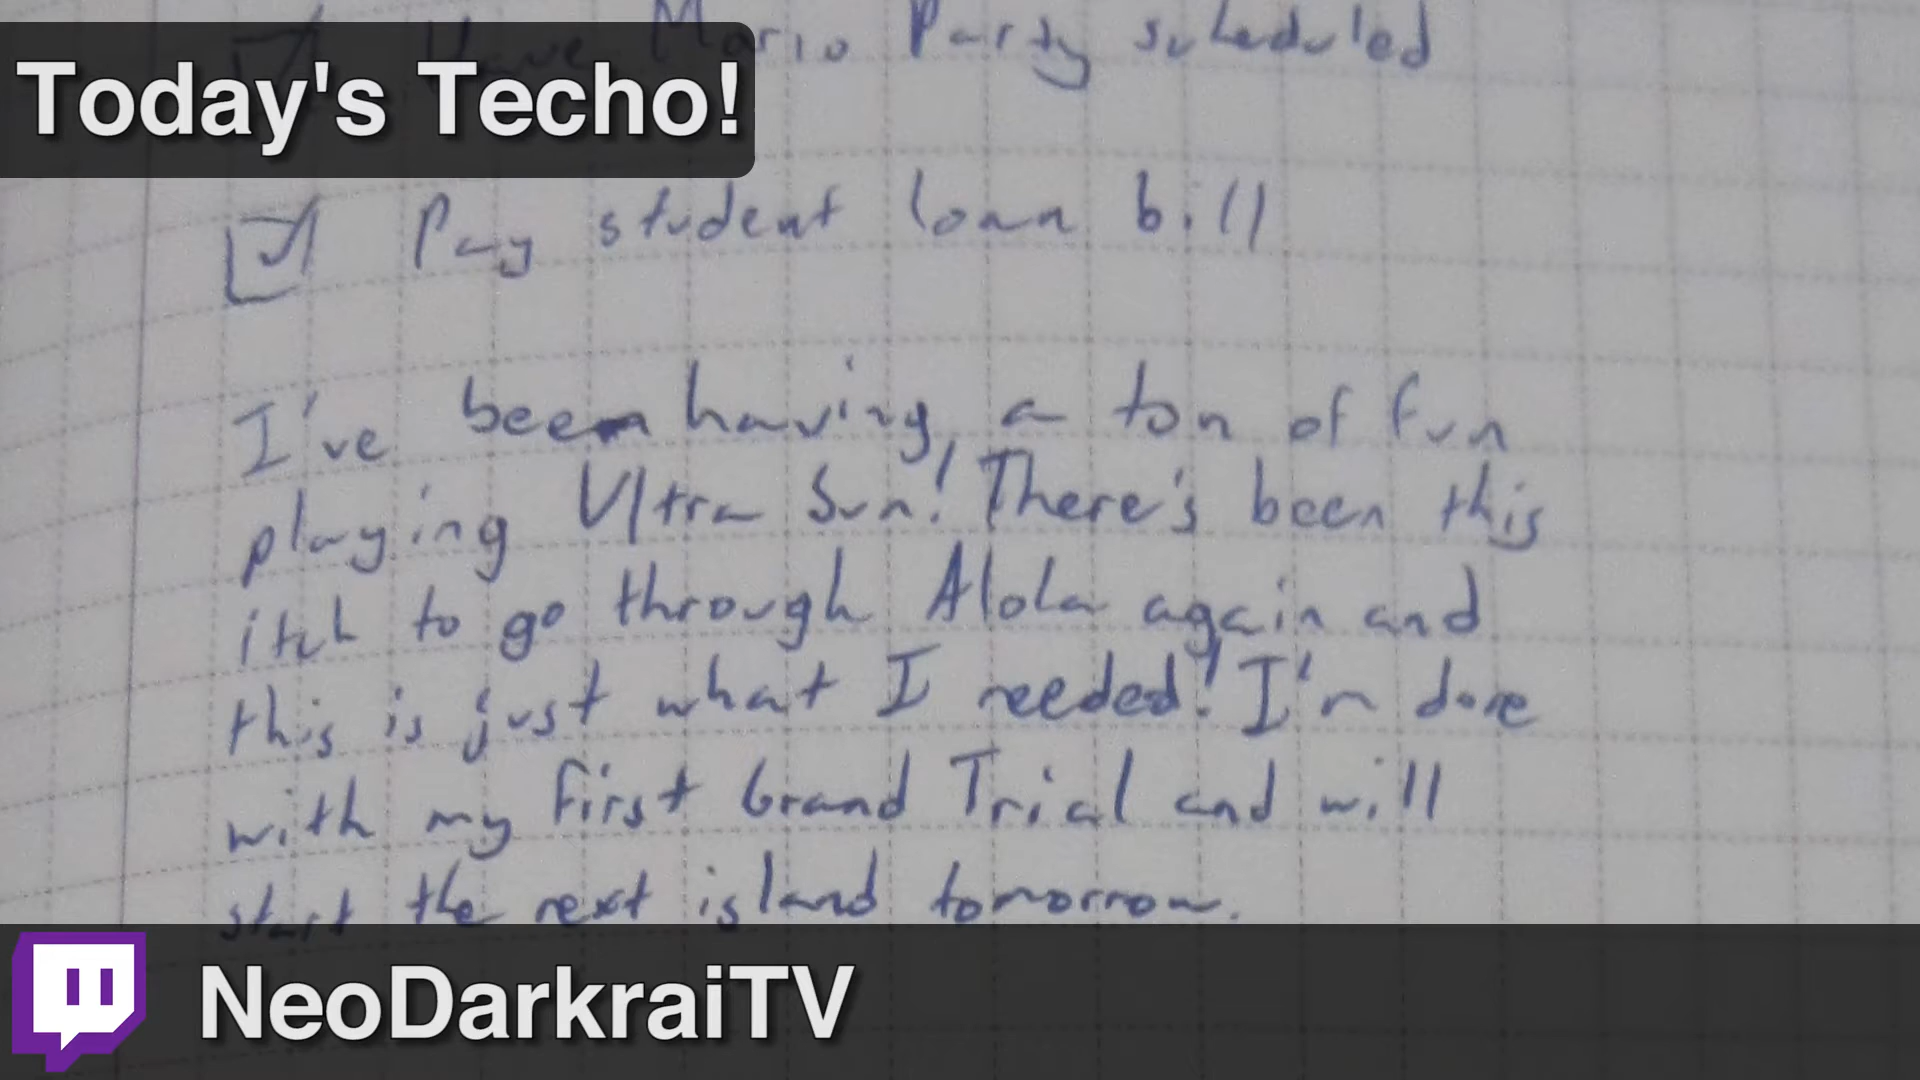 Have Mario Party scheduled
Today's Techo!
Pay student loan bill
I've been having a ton of fun
playing Ultra Sun! There's been this
itch to go through Alola again and
this is just what I needed! I'm done
with my first Grand Trial and will
start the next island tomorrow.
NeoDarkraiTV